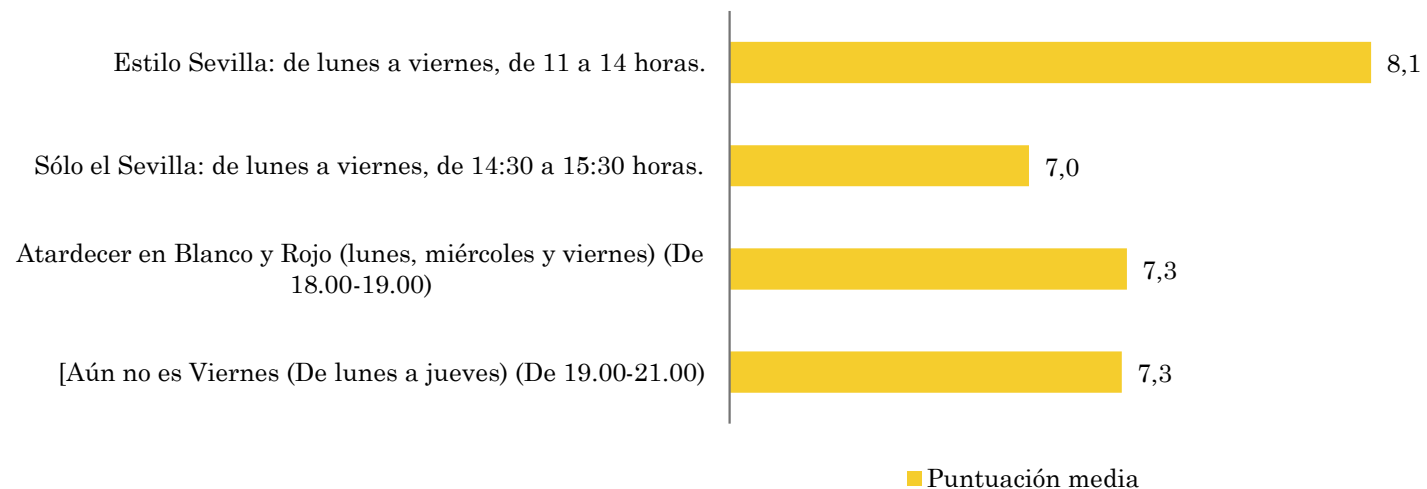 Estilo Sevilla: de lunes a viernes, de 11 a 14 horas.
8,1
Sólo el Sevilla: de lunes a viernes, de 14:30 a 15:30 horas.
7,0
Atardecer en Blanco y Rojo (lunes, miércoles y viernes) (De
18.00-19.00)
7,3
[Aún no es Viernes (De lunes a jueves) (De 19.00-21.00)
7,3
Puntuación media